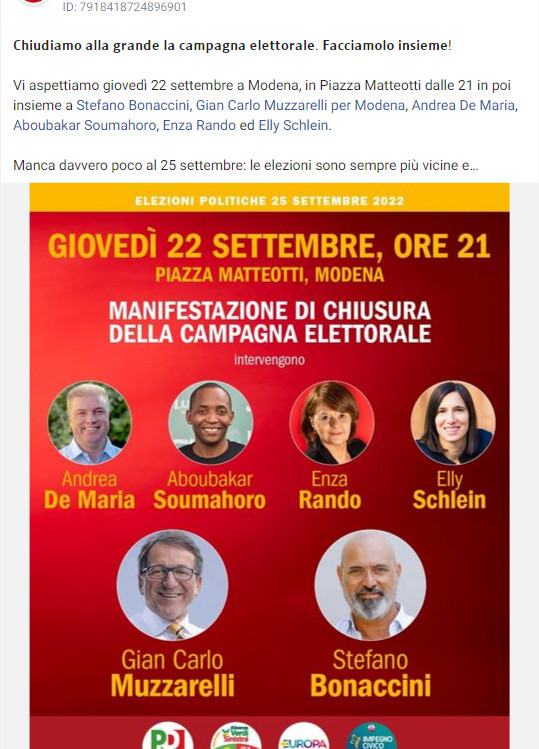 ID: 7918418724896901
Chiudiamo alla grande la campagna elettorale. Facciamolo insieme!
Vi aspettiamo giovedì 22 settembre a Modena, in Piazza Matteotti dalle 21 in poi
insieme a Stefano Bonaccini, Gian Carlo Muzzarelli per Modena, Andrea De Maria,
Aboubakar Soumahoro, Enza Rando ed Elly Schlein.
Manca davvero poco al 25 settembre: le elezioni sono sempre più vicine e...
ELEZIONI POLITICHE 25 SETTEMBRE 2022
GIOVEDÌ 22 SETTEMBRE, ORE 21
PIAZZA MATTEOTTI, MODENA
MANIFESTAZIONE DI CHIUSURA
DELLA CAMPAGNA ELETTORALE
intervengono
Andrea
De Maria
Aboubakar
Soumahoro
Enza
Rando
Elly
Schlein
Gian Carlo
Muzzarelli
Stefano
Bonaccini
PD
Alleanza
Verdi
Sinistra
EUROPA
IMPEGNO
CIVICO